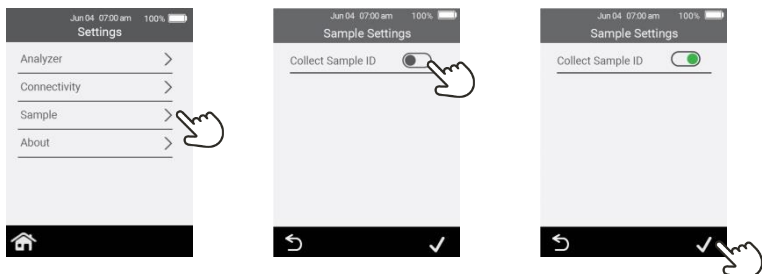 Jun 04 07:00 am 100%
Settings
Analyzer
Connectivity
Sample
About
Jun 04 07:00 am 100%
Sample Settings
Collect Sample ID
Jun 04 07:00 am 100%
Sample Settings
Collect Sample ID